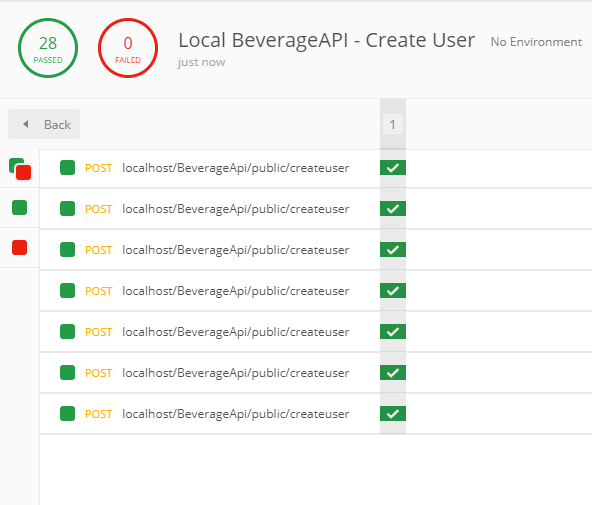 28 PASSED
0 FAILED
Local BeverageAPI - Create User
No Environment
just now
Back
1
POST localhost/BeverageApi/public/createuser
POST localhost/BeverageApi/public/createuser
POST localhost/BeverageApi/public/createuser
POST localhost/BeverageApi/public/createuser
POST localhost/BeverageApi/public/createuser
POST localhost/BeverageApi/public/createuser
POST localhost/BeverageApi/public/createuser